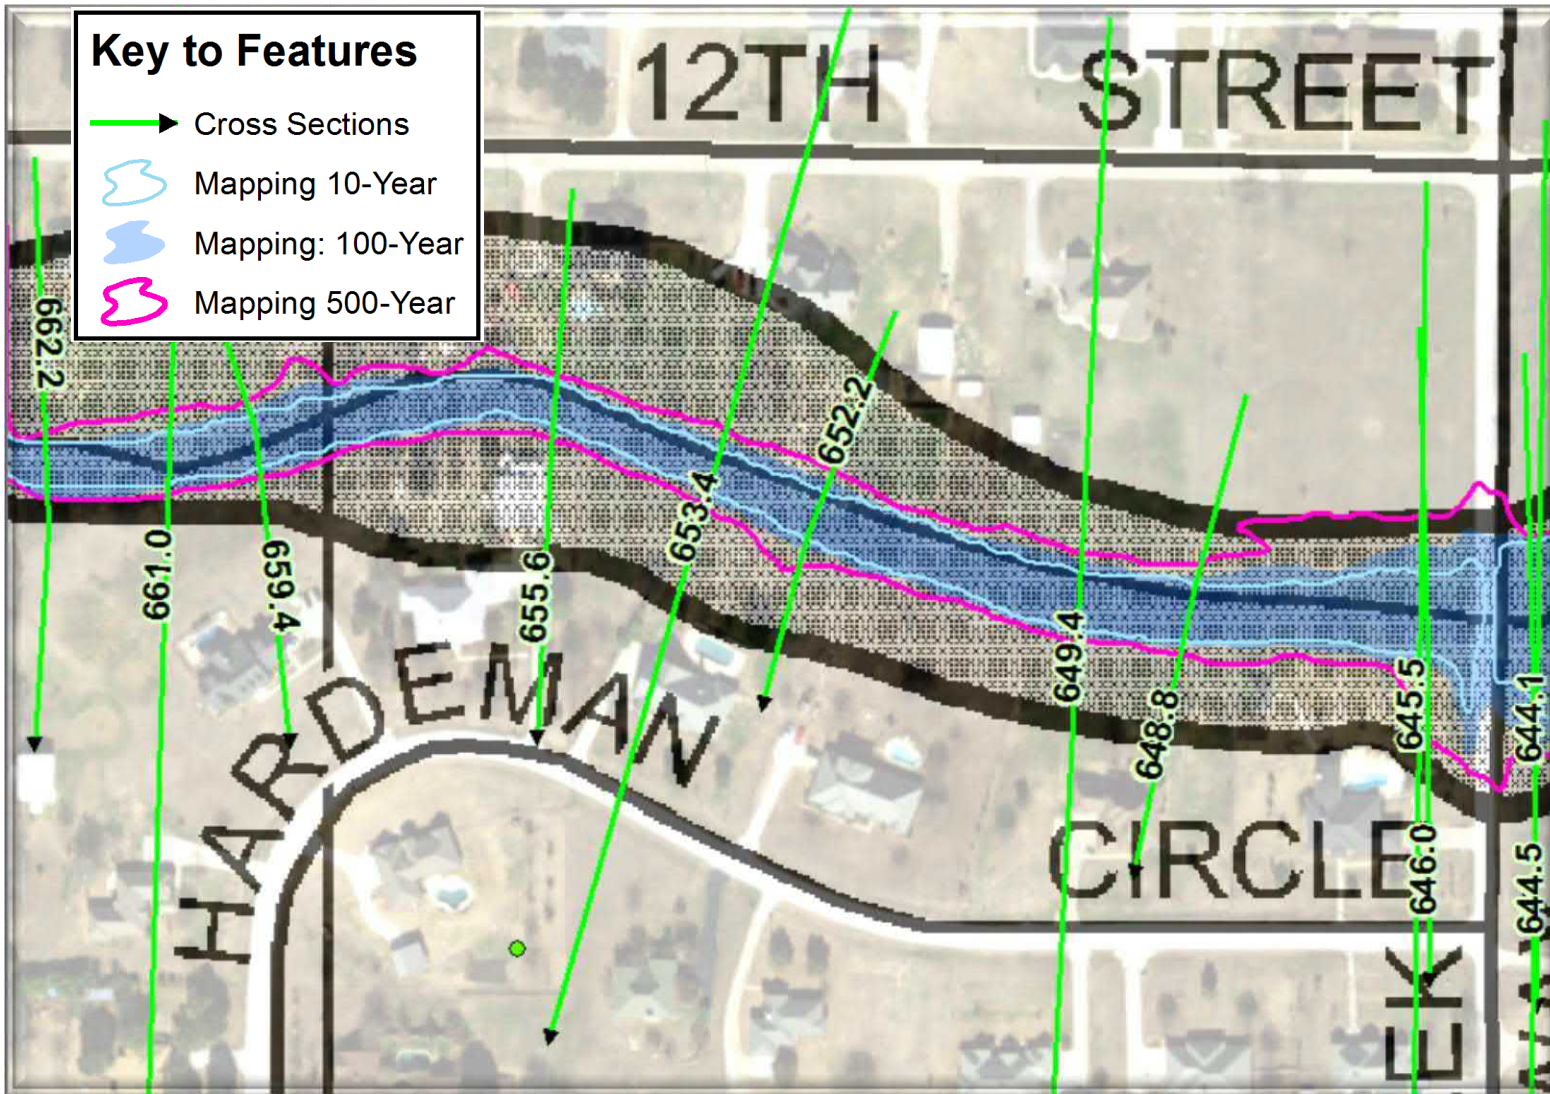 Key to Features
Cross Sections
Mapping 10-Year
Mapping: 100-Year
Mapping 500-Year
12TH STREET
662.2
661.0
659.4
655.6
653.4
652.2
649.4
648.8
645.5
646.0
644.1
644.5
HARDEMAN CIRCLE
EK